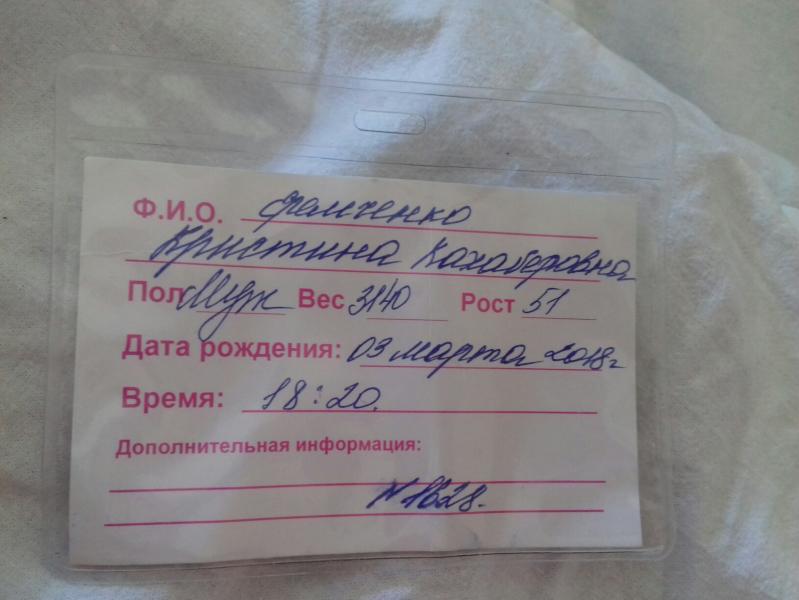 Ф.И.О. Фемченко
Кристина Кахаберовна
Пол Муж Вес 3140 Рост 51
Дата рождения: 03 марта 2018г
Время: 18:20.
Дополнительная информация:
№1628.